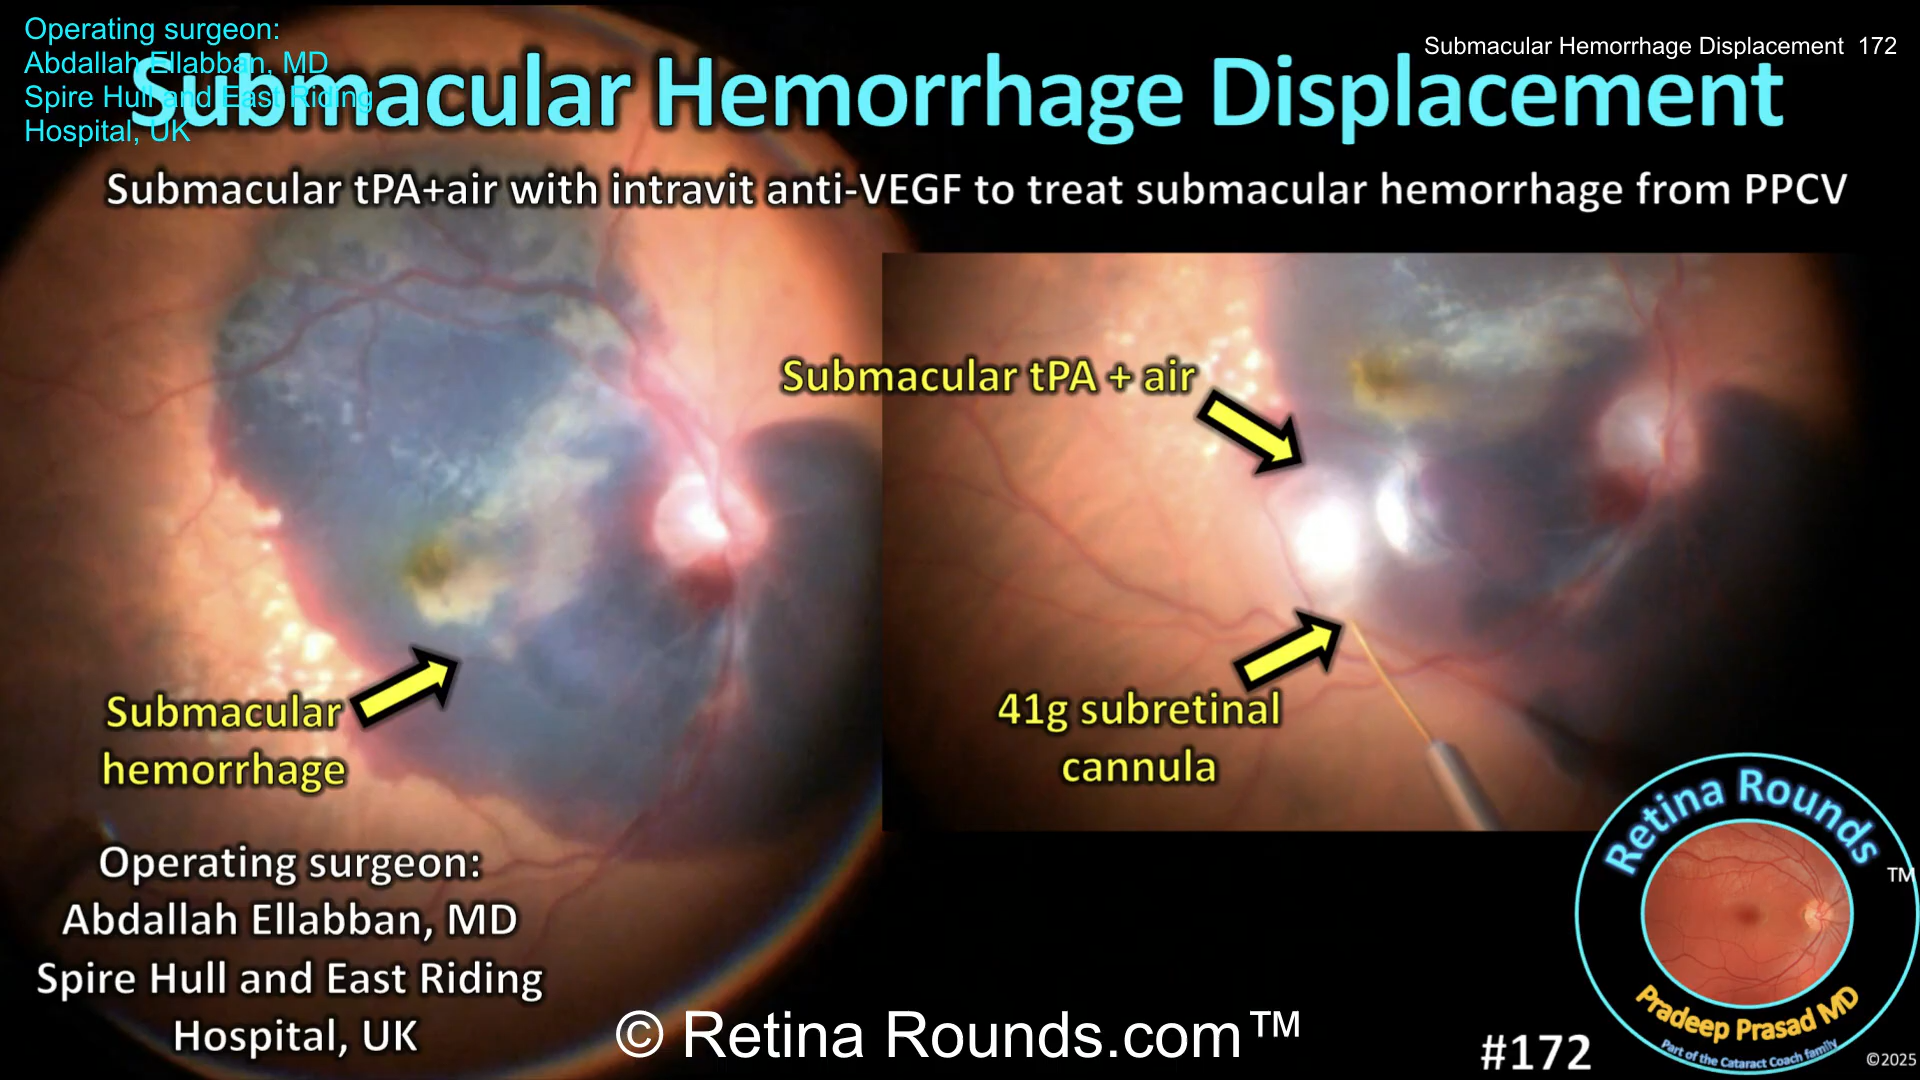 Operating surgeon:
Abdallah Ellabban, MD
Spire Hull and East Riding
Hospital, UK
Submacular Hemorrhage Displacement 172
Submacular Hemorrhage Displacement
Submacular tPA+air with intravit anti-VEGF to treat submacular hemorrhage from PPCV
Submacular tPA + air
41g subretinal
cannula
Submacular
hemorrhage
Operating surgeon:
Abdallah Ellabban, MD
Spire Hull and East Riding
Hospital, UK
© Retina Rounds.com™
#172
Retina Rounds
TM
Pradeep Prasad MD
Part of the Cataract Coach family
©2025